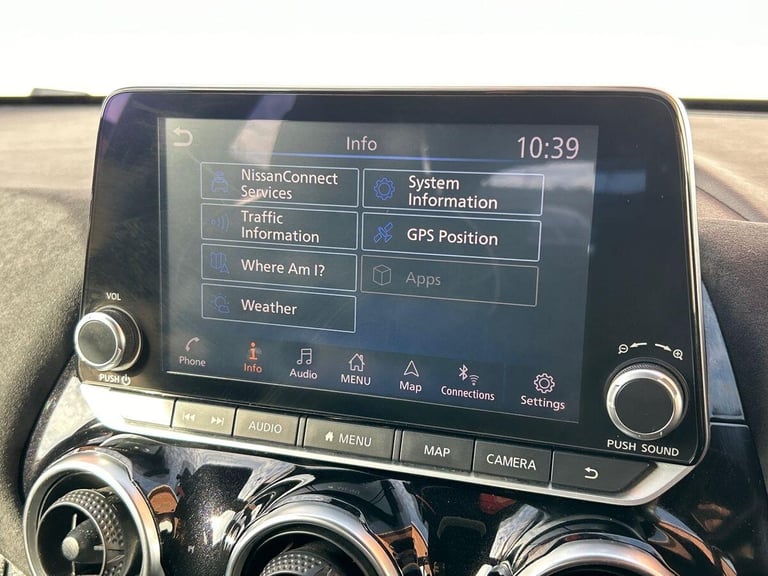 Info
10:39
NissanConnect
Services
System
Information
Traffic
Information
GPS Position
Where Am I?
Apps
Weather
VOL
PUSH
Phone
Info
Audio
MENU
Map
Connections
Settings
PUSH SOUND
AUDIO
MENU
MAP
CAMERA